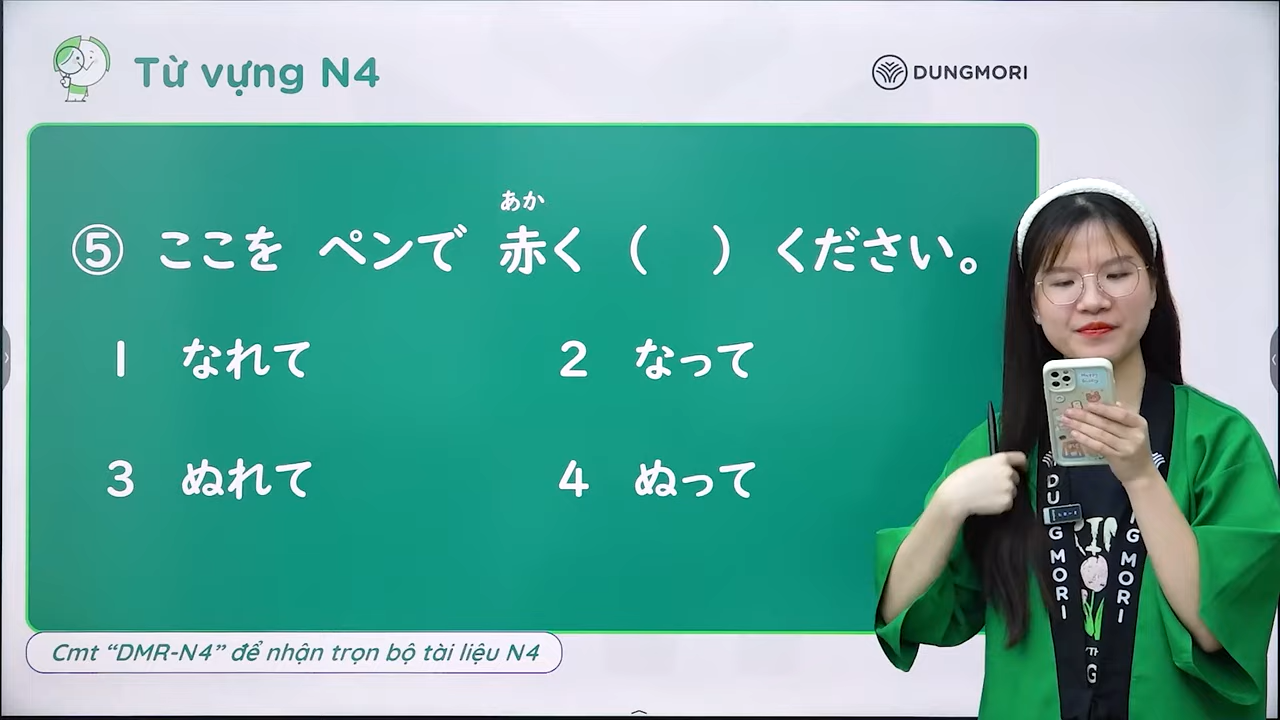 Từ vựng N4
DUNGMORI
あか
⑤ ここを ペンで 赤く ( ) ください。
1 なれて 2 なって
3 ぬれて 4 ぬって
Cmt “DMR-N4” để nhận trọn bộ tài liệu N4
DUNGMORI
G MORI